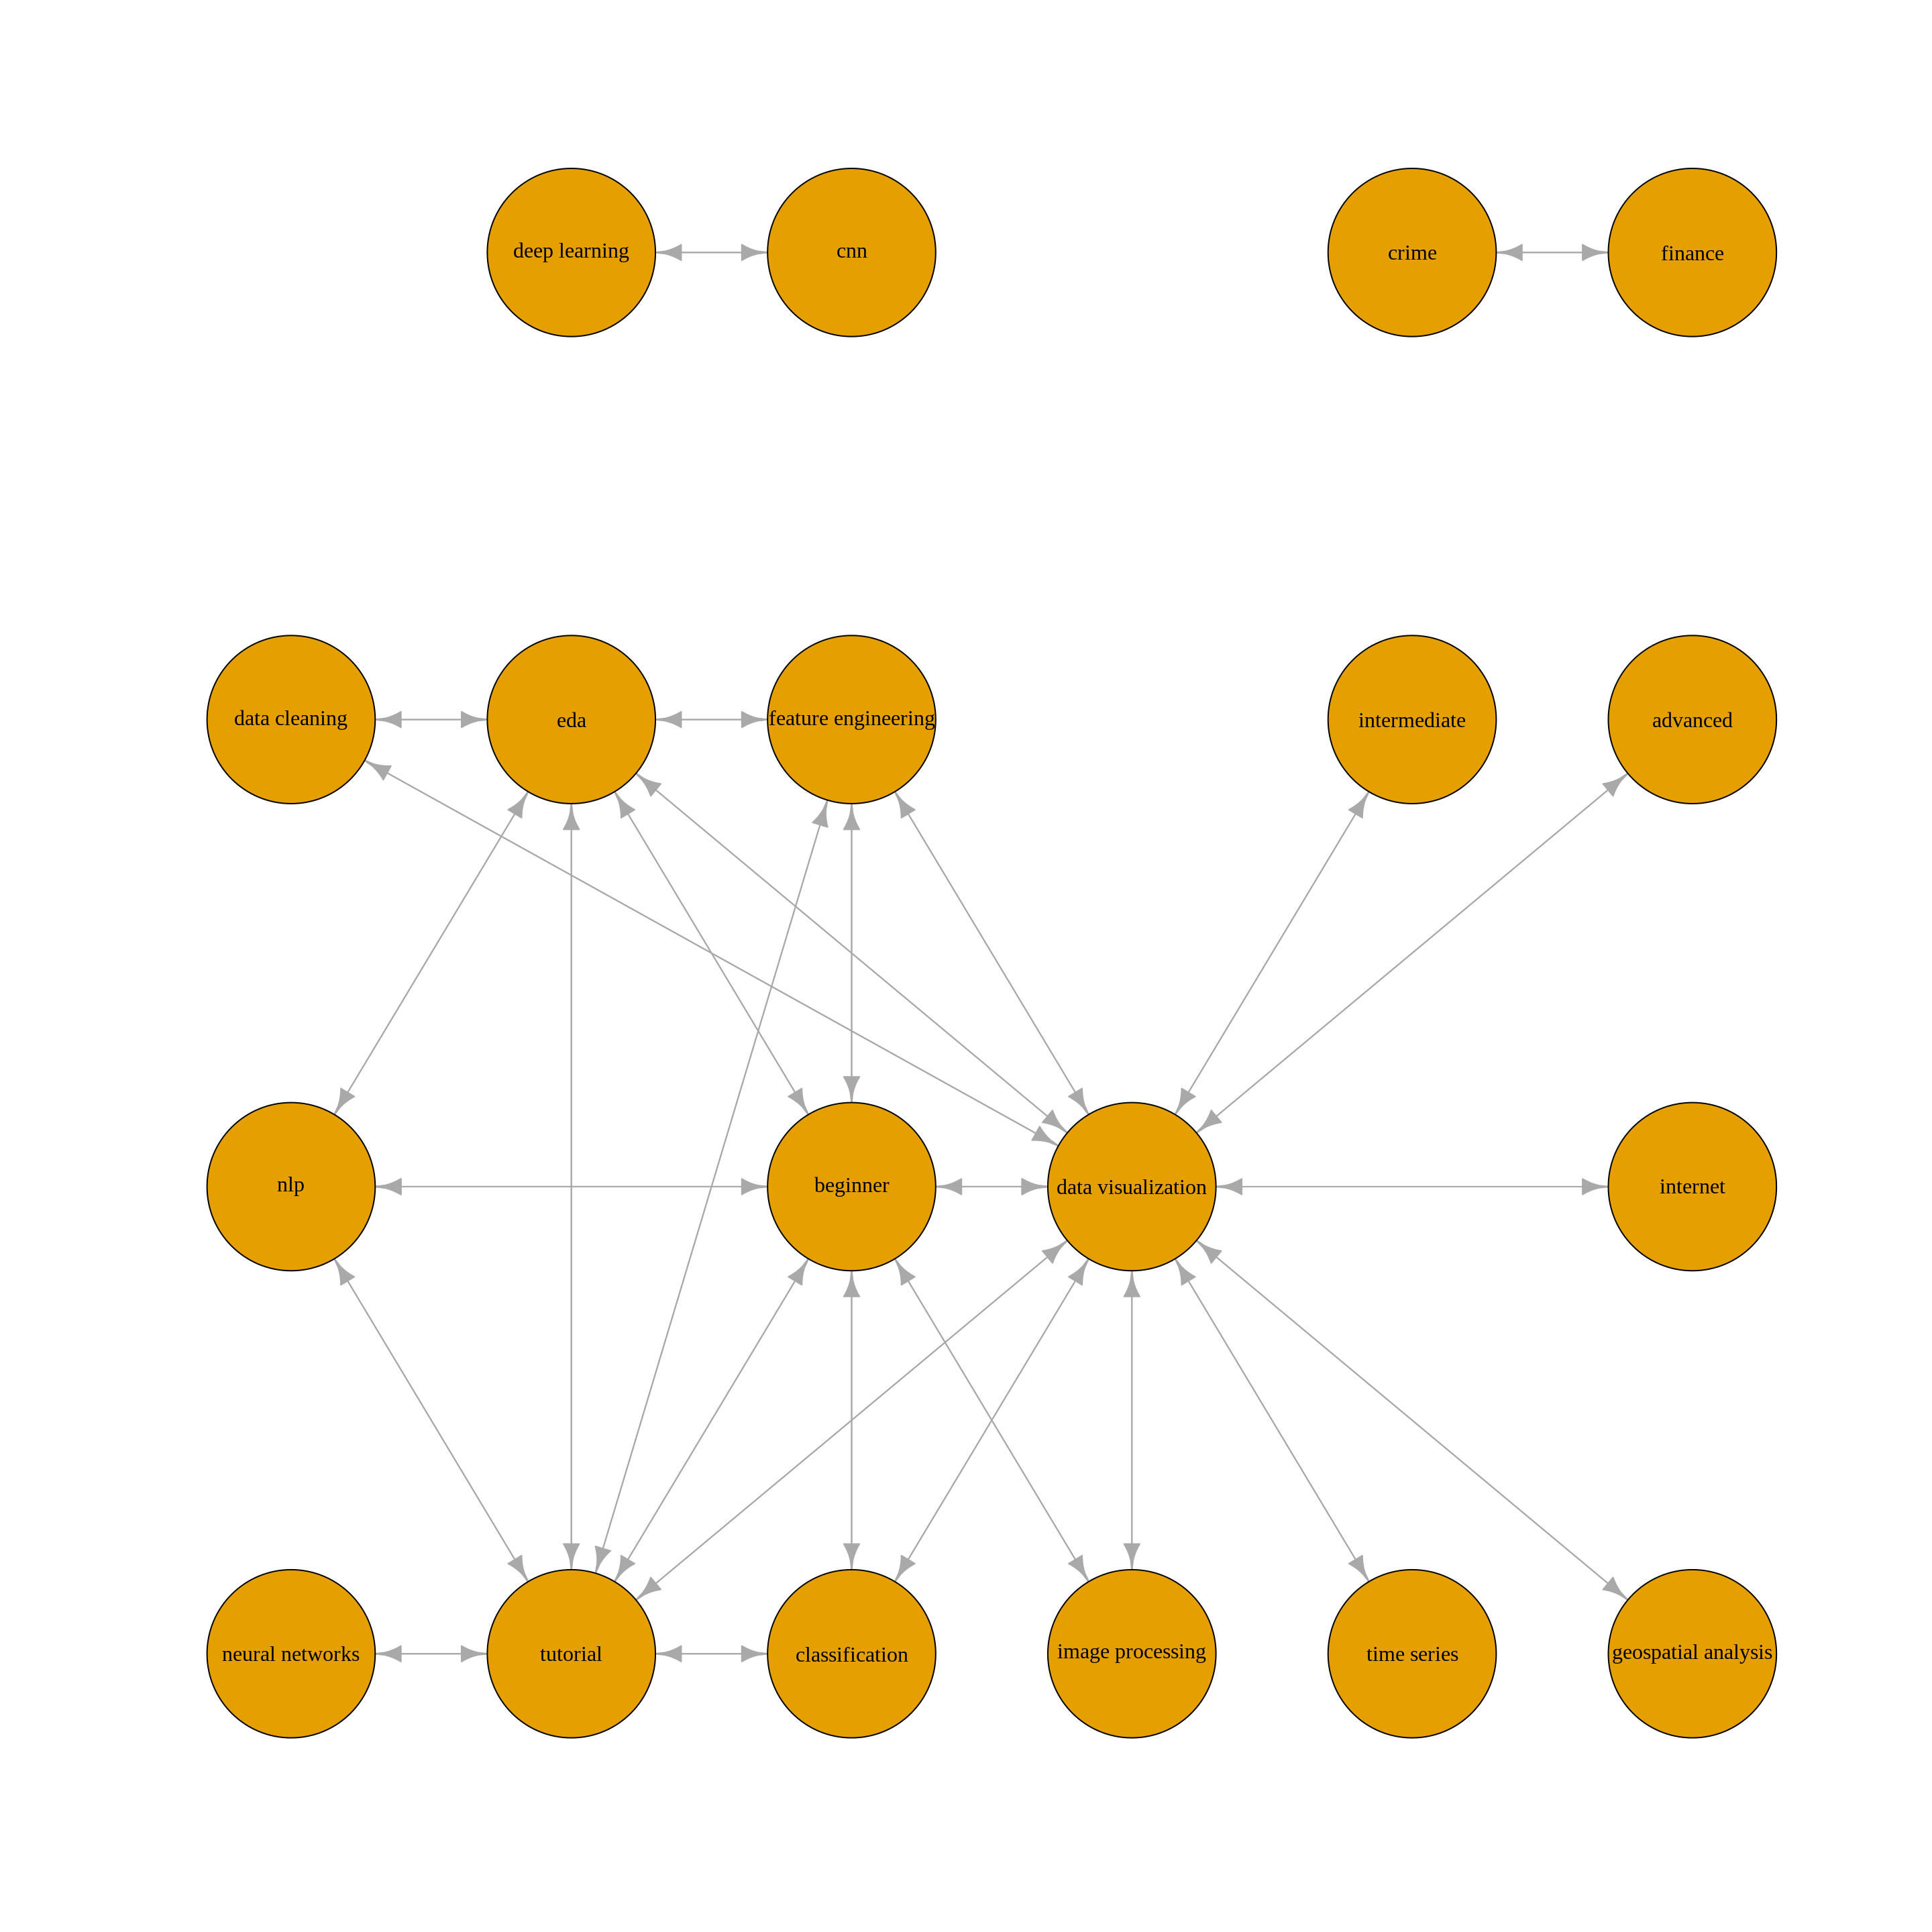 deep learning
cnn
crime
finance
data cleaning
eda
feature engineering
intermediate
advanced
nlp
beginner
data visualization
internet
neural networks
tutorial
classification
image processing
time series
geospatial analysis